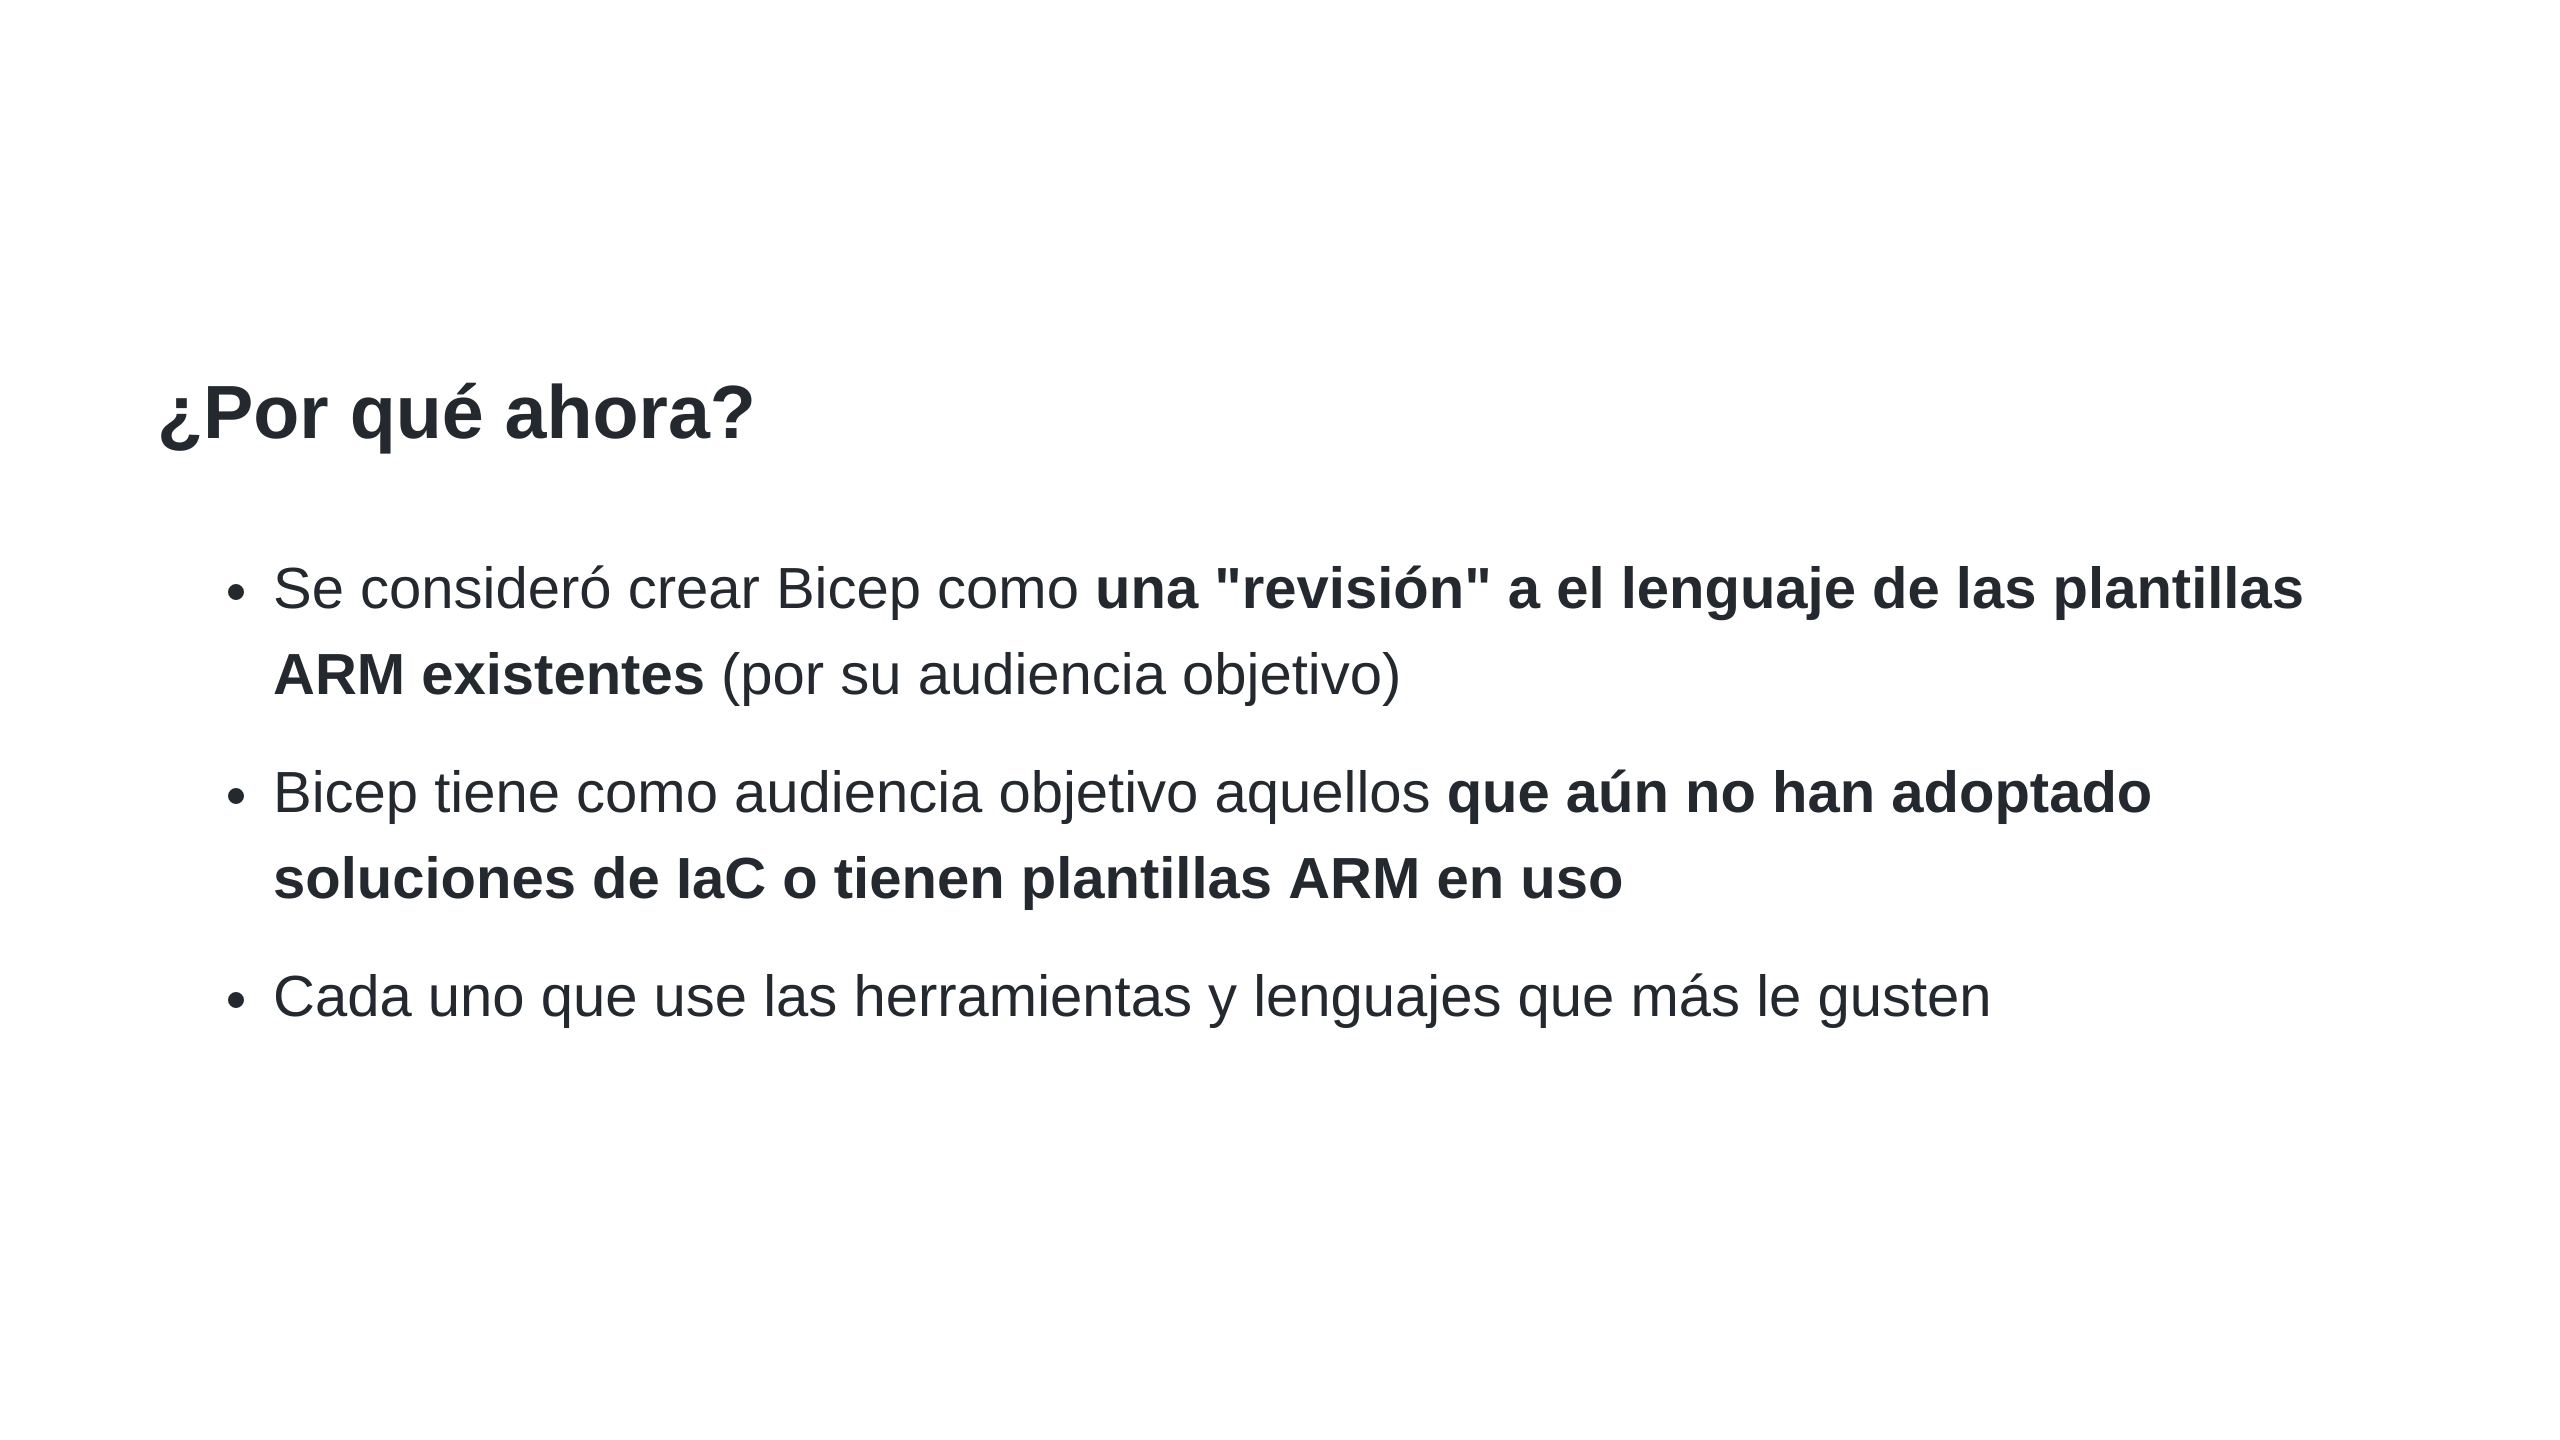 ¿Por qué ahora?
• Se consideró crear Bicep como una "revisión" a el lenguaje de las plantillas
ARM existentes (por su audiencia objetivo)
• Bicep tiene como audiencia objetivo aquellos que aún no han adoptado
soluciones de IaC o tienen plantillas ARM en uso
• Cada uno que use las herramientas y lenguajes que más le gusten